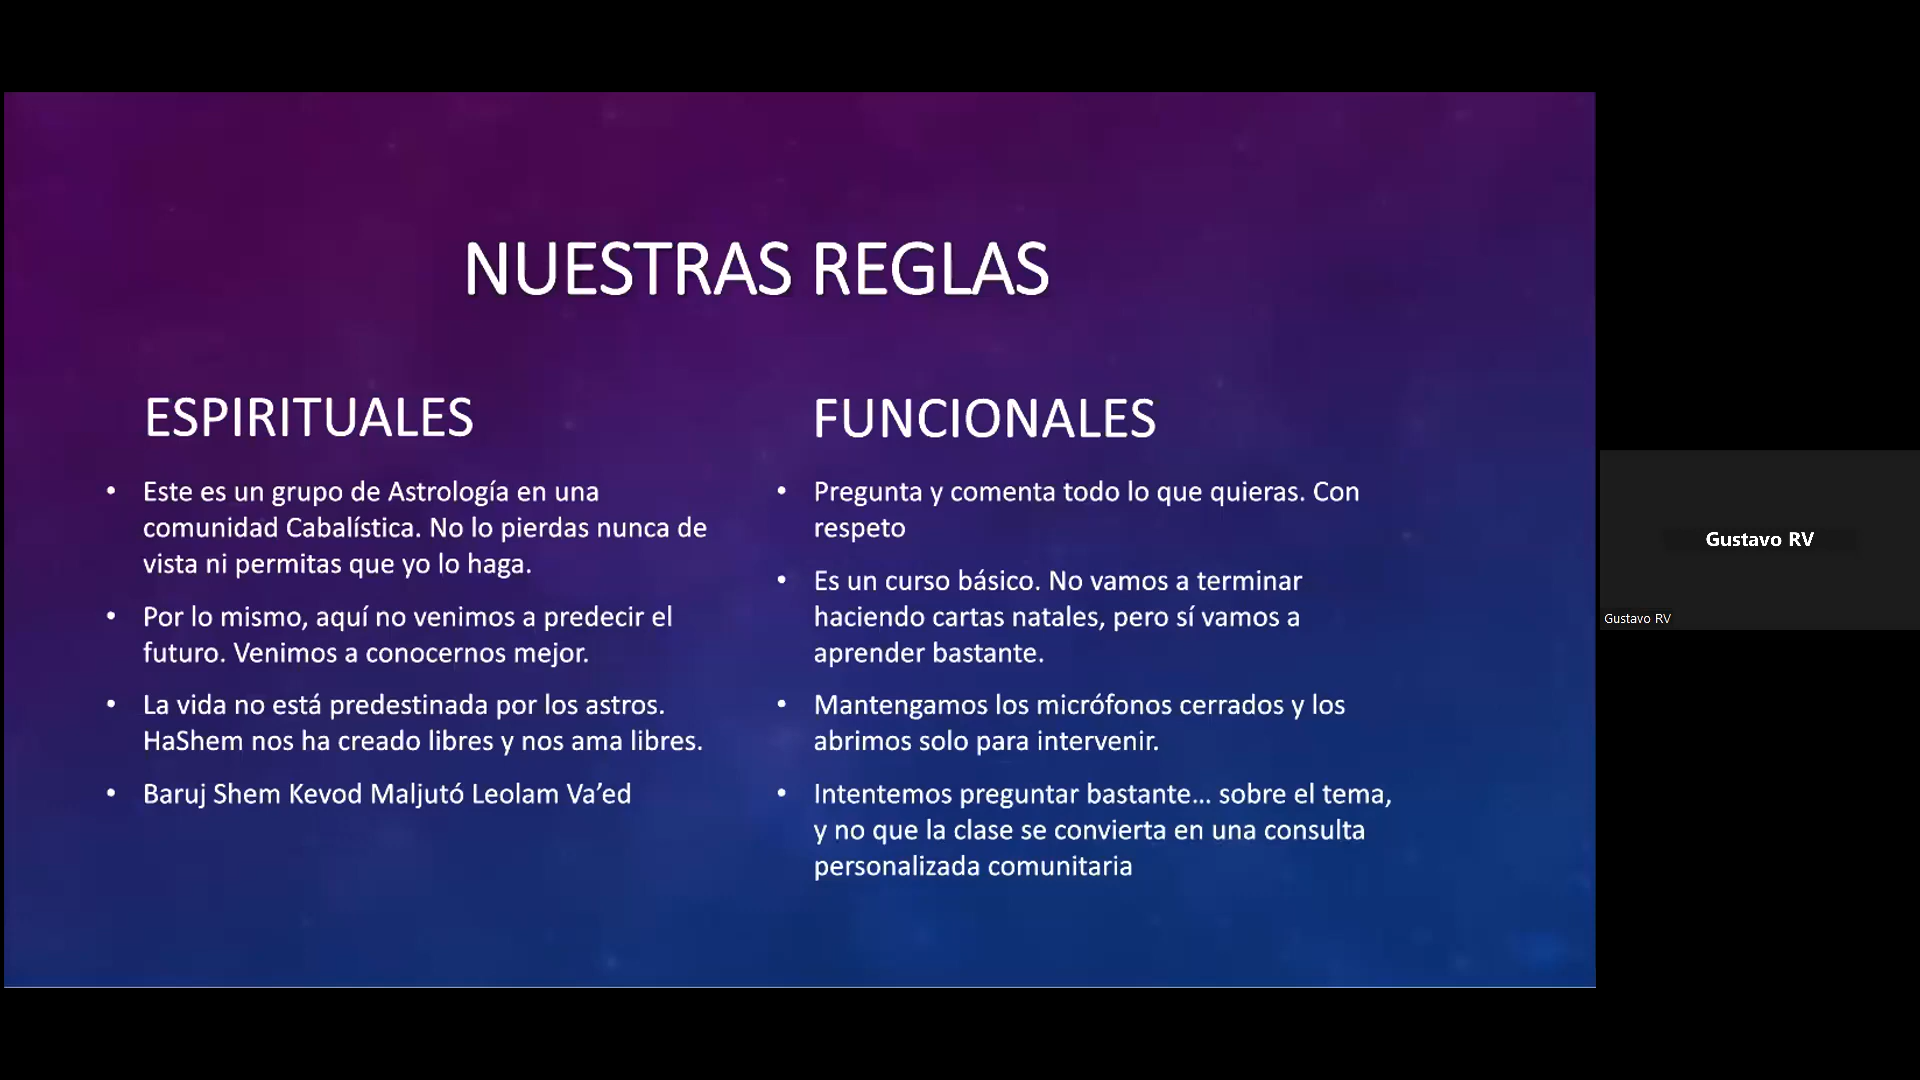 NUESTRAS REGLAS
ESPIRITUALES
• Este es un grupo de Astrología en una
comunidad Cabalística. No lo pierdas nunca de
vista ni permitas que yo lo haga.
• Por lo mismo, aquí no venimos a predecir el
futuro. Venimos a conocernos mejor.
• La vida no está predestinada por los astros.
HaShem nos ha creado libres y nos ama libres.
• Baruj Shem Kevod Maljutó Leolam Va’ed
FUNCIONALES
• Pregunta y comenta todo lo que quieras. Con
respeto
• Es un curso básico. No vamos a terminar
haciendo cartas natales, pero sí vamos a
aprender bastante.
• Mantengamos los micrófonos cerrados y los
abrimos solo para intervenir.
• Intentemos preguntar bastante… sobre el tema,
y no que la clase se convierta en una consulta
personalizada comunitaria
Gustavo RV
Gustavo RV